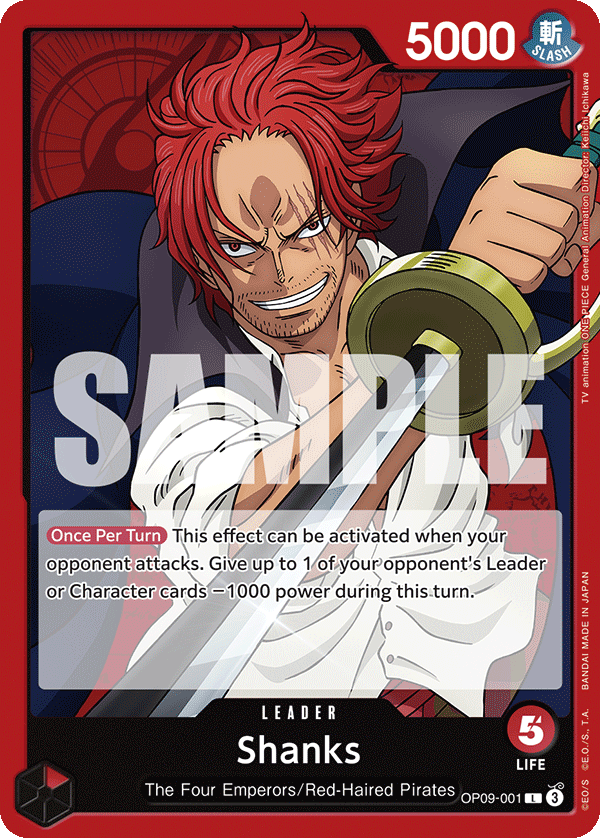 5000
斬
SLASH
TV animation ONE PIECE General Animation Director: Keiichi Ichikawa
SAMPLE
Once Per Turn This effect can be activated when your
opponent attacks. Give up to 1 of your opponent's Leader
or Character cards −1000 power during this turn.
BANDAI MADE IN JAPAN
©E.O./S., T.A.
©EO/S
LEADER
5
LIFE
Shanks
The Four Emperors/Red-Haired Pirates
OP09-001 L 3